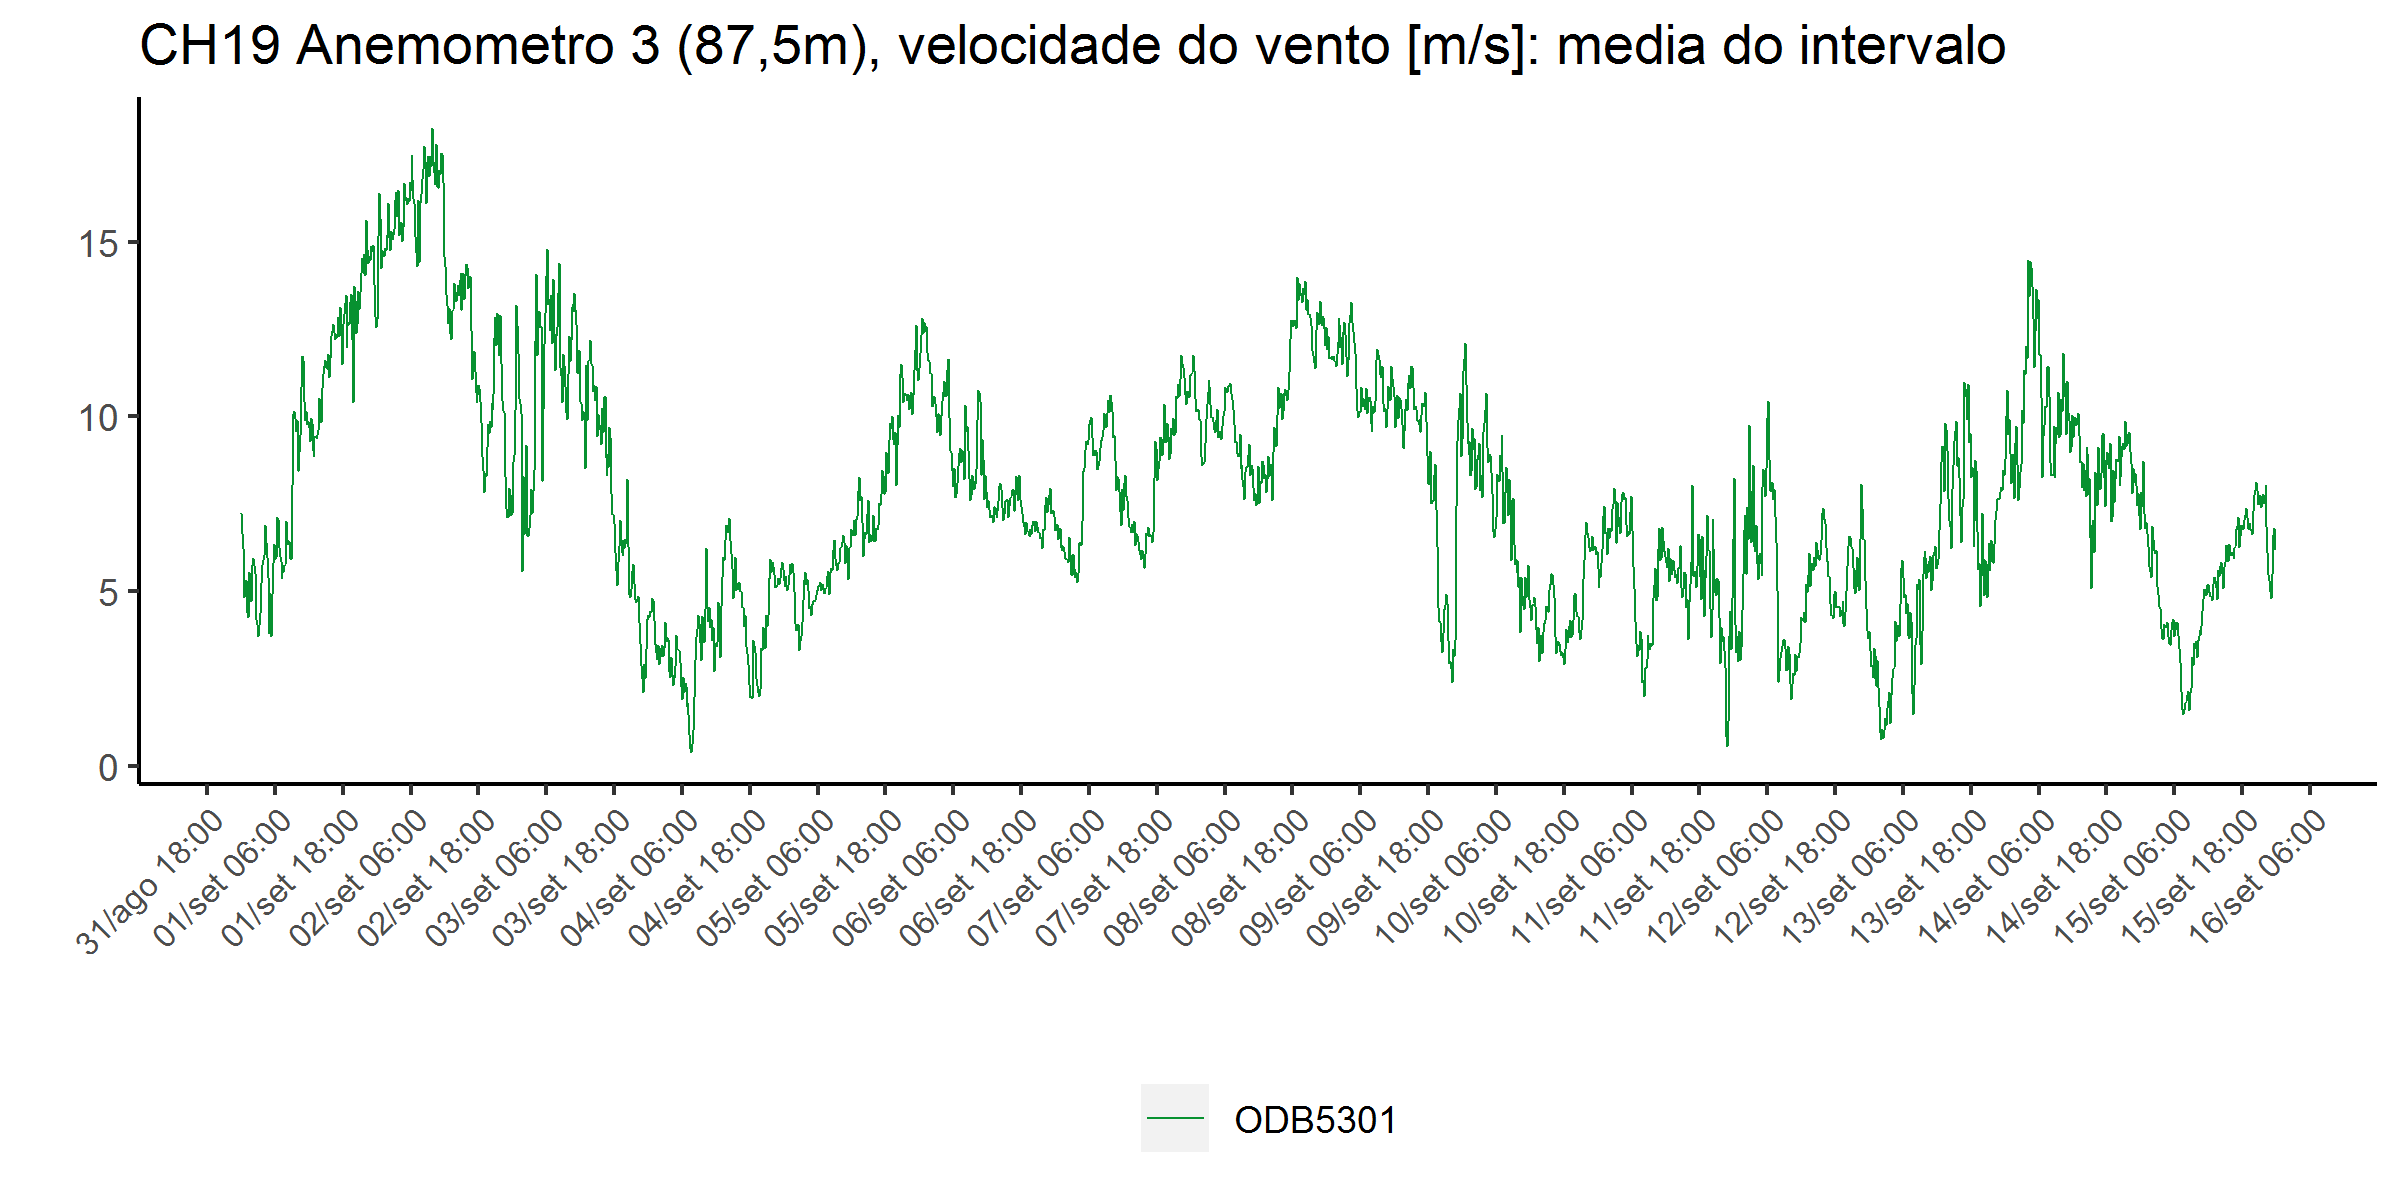 CH19 Anemometro 3 (87,5m), velocidade do vento [m/s]: media do intervalo
15
10
5
0
31/ago 18:00
01/set 06:00
01/set 18:00
02/set 06:00
02/set 18:00
03/set 06:00
03/set 18:00
04/set 06:00
04/set 18:00
05/set 06:00
05/set 18:00
06/set 06:00
06/set 18:00
07/set 06:00
07/set 18:00
08/set 06:00
08/set 18:00
09/set 06:00
09/set 18:00
10/set 06:00
10/set 18:00
11/set 06:00
11/set 18:00
12/set 06:00
12/set 18:00
13/set 06:00
13/set 18:00
14/set 06:00
14/set 18:00
15/set 06:00
15/set 18:00
16/set 06:00
ODB5301